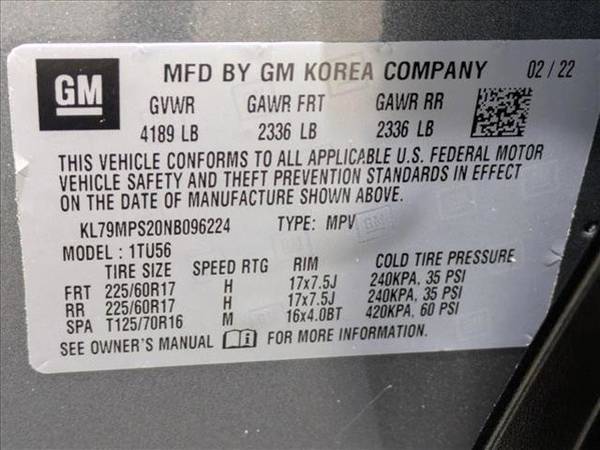 GM MFD BY GM KOREA COMPANY 02 / 22
GVWR GAWR FRT GAWR RR
4189 LB 2336 LB 2336 LB
THIS VEHICLE CONFORMS TO ALL APPLICABLE U.S. FEDERAL MOTOR
VEHICLE SAFETY AND THEFT PREVENTION STANDARDS IN EFFECT
ON THE DATE OF MANUFACTURE SHOWN ABOVE.
KL79MPS20NB096224 TYPE: MPV
MODEL : 1TU56
TIRE SIZE SPEED RTG RIM COLD TIRE PRESSURE
FRT 225/60R17 H 17x7.5J 240KPA, 35 PSI
RR 225/60R17 H 17x7.5J 240KPA, 35 PSI
SPA T125/70R16 M 16x4.0BT 420KPA, 60 PSI
SEE OWNER'S MANUAL FOR MORE INFORMATION.